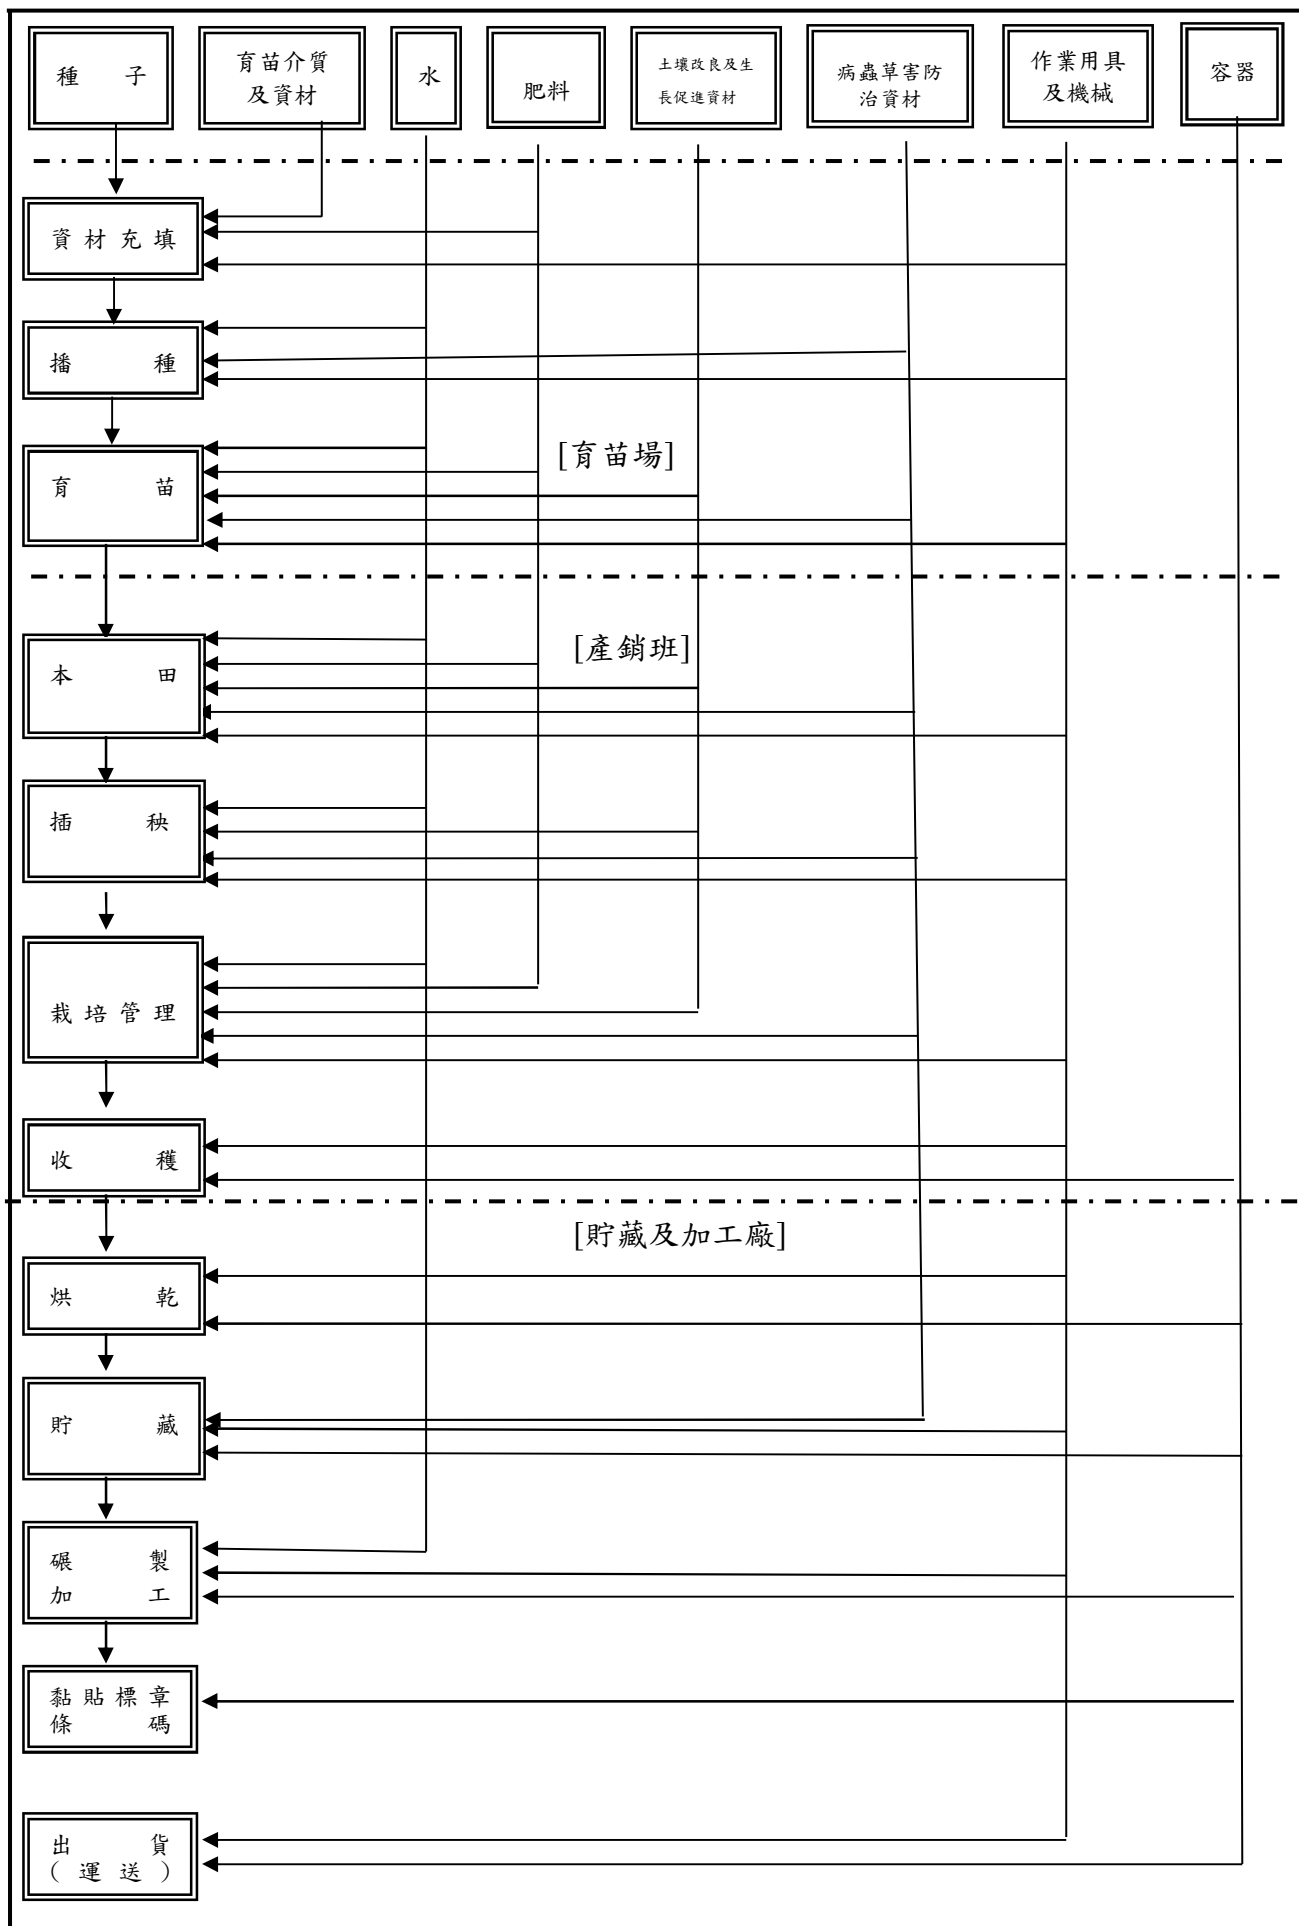 種子
育苗介質
及資材
水
肥料
土壤改良及生
長促進資材
病蟲草害防
治資材
作業用具
及機械
容器
資材充填
播種
育苗
[育苗場]
本田
[產銷班]
插秧
栽培管理
收穫
[貯藏及加工廠]
烘乾
貯藏
碾製
加工
黏貼標章
條碼
出貨
(運送)